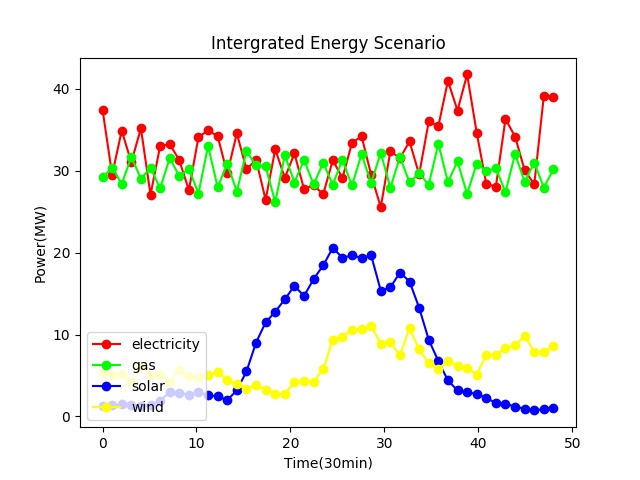 Intergrated Energy Scenario
Power(MW)
40
30
20
10
0
electricity
gas
solar
wind
0 10 20 30 40 50
Time(30min)